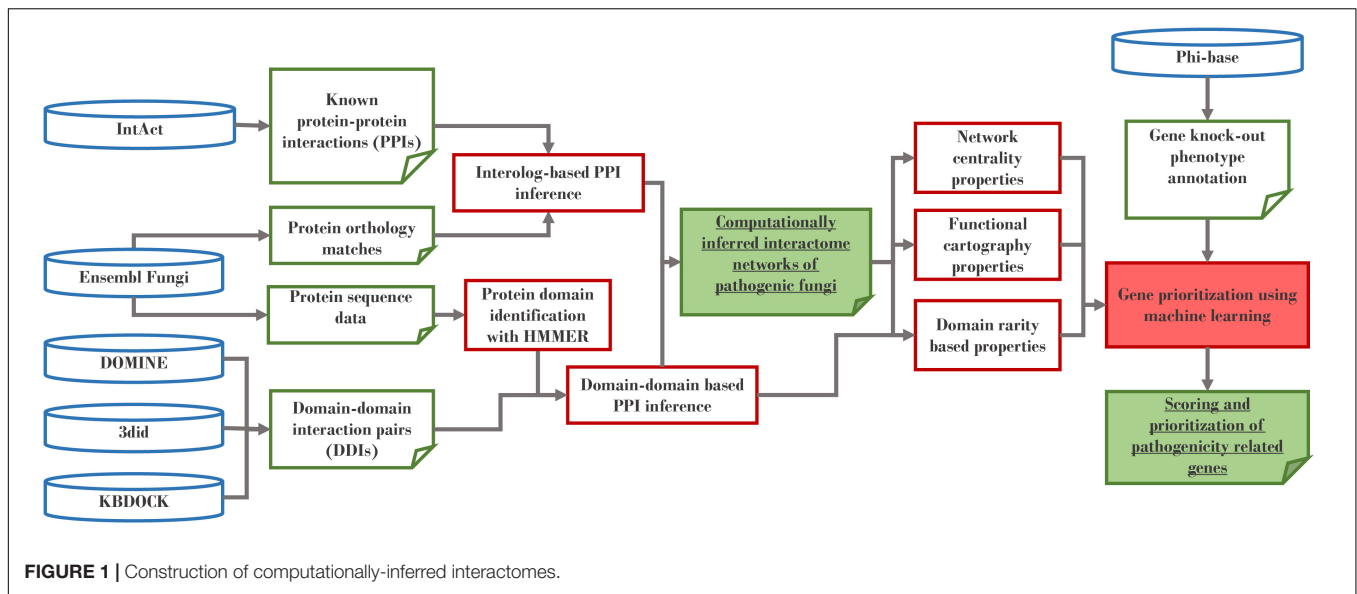 Phi-base
IntAct
Known
protein-protein
interactions (PPIs)
Gene knock-out
phenotype
annotation
Network
centrality
properties
Interolog-based PPI
inference
Protein orthology
matches
Computationally
inferred interactome
networks of
pathogenic fungi
Functional
cartography
properties
Ensembl Fungi
Protein sequence
data
Protein domain
identification
with HMMER
Gene prioritization using
machine learning
Domain rarity
based properties
DOMINE
Domain-domain based
PPI inference
3did
Domain-domain
interaction pairs
(DDIs)
Scoring and
prioritization of
pathogenicity related
genes
KBDOCK
FIGURE 1 | Construction of computationally-inferred interactomes.